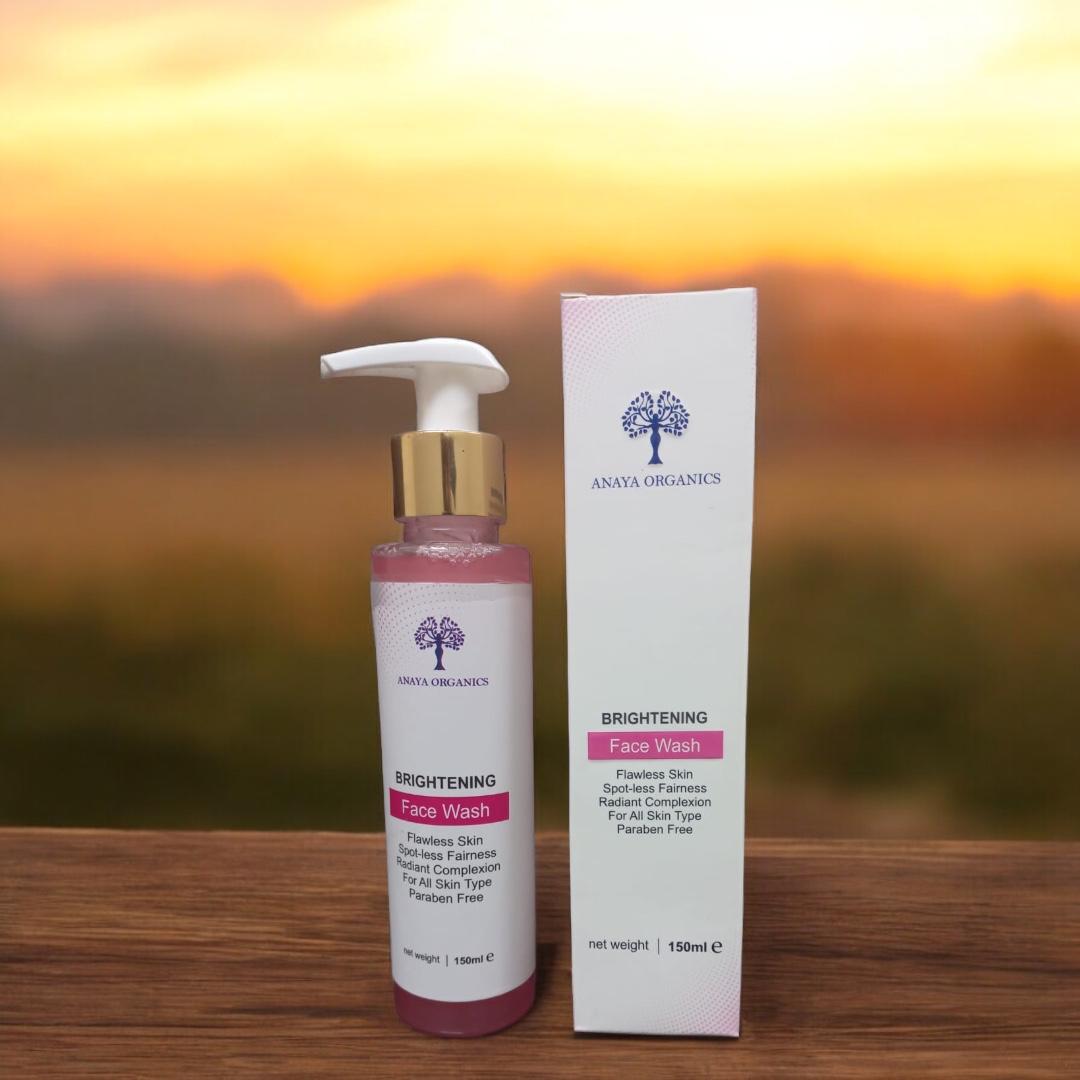 ANAYA ORGANICS
BRIGHTENING
Face Wash
Flawless Skin
Spot-less Fairness
Radiant Complexion
For All Skin Type
Paraben Free
net weight | 150ml e
ANAYA ORGANICS
BRIGHTENING
Face Wash
Flawless Skin
Spot-less Fairness
Radiant Complexion
For All Skin Type
Paraben Free
net weight | 150ml e